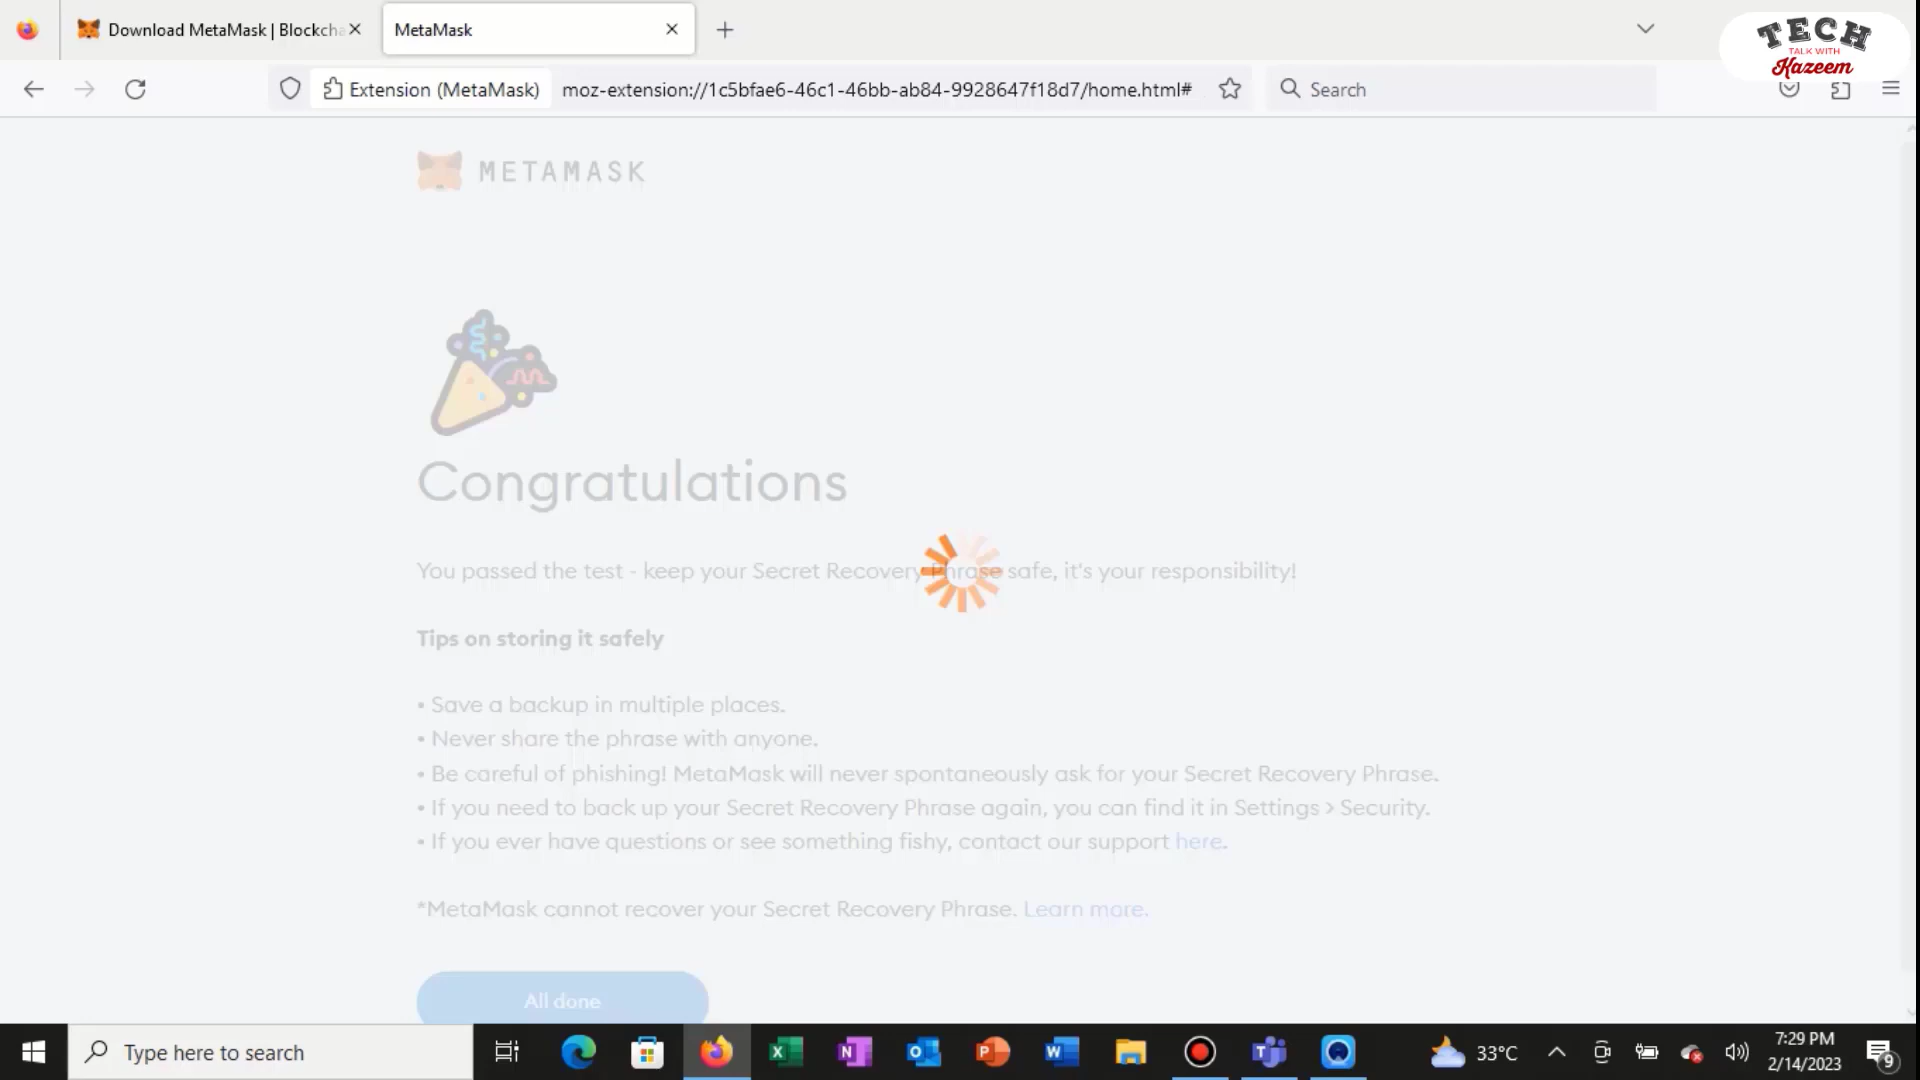 Download MetaMask | Blockcha
MetaMask
TECH
TALK WITH
Kazeem
Extension (MetaMask)
moz-extension://1c5bfae6-46c1-46bb-ab84-9928647f18d7/home.html#
Search
METAMASK
Congratulations
You passed the test - keep your Secret Recovery Phrase safe, it's your responsibility!
Tips on storing it safely
• Save a backup in multiple places.
• Never share the phrase with anyone.
• Be careful of phishing! MetaMask will never spontaneously ask for your Secret Recovery Phrase.
• If you need to back up your Secret Recovery Phrase again, you can find it in Settings > Security.
• If you ever have questions or see something fishy, contact our support here.
*MetaMask cannot recover your Secret Recovery Phrase. Learn more.
All done
Type here to search
33°C
7:29 PM
2/14/2023
9